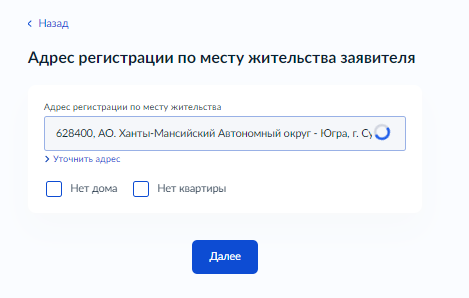 Назад
Адрес регистрации по месту жительства заявителя
Адрес регистрации по месту жительства
628400, АО. Ханты-Мансийский Автономный округ - Югра, г. Су
Уточнить адрес
Нет дома Нет квартиры
Далее